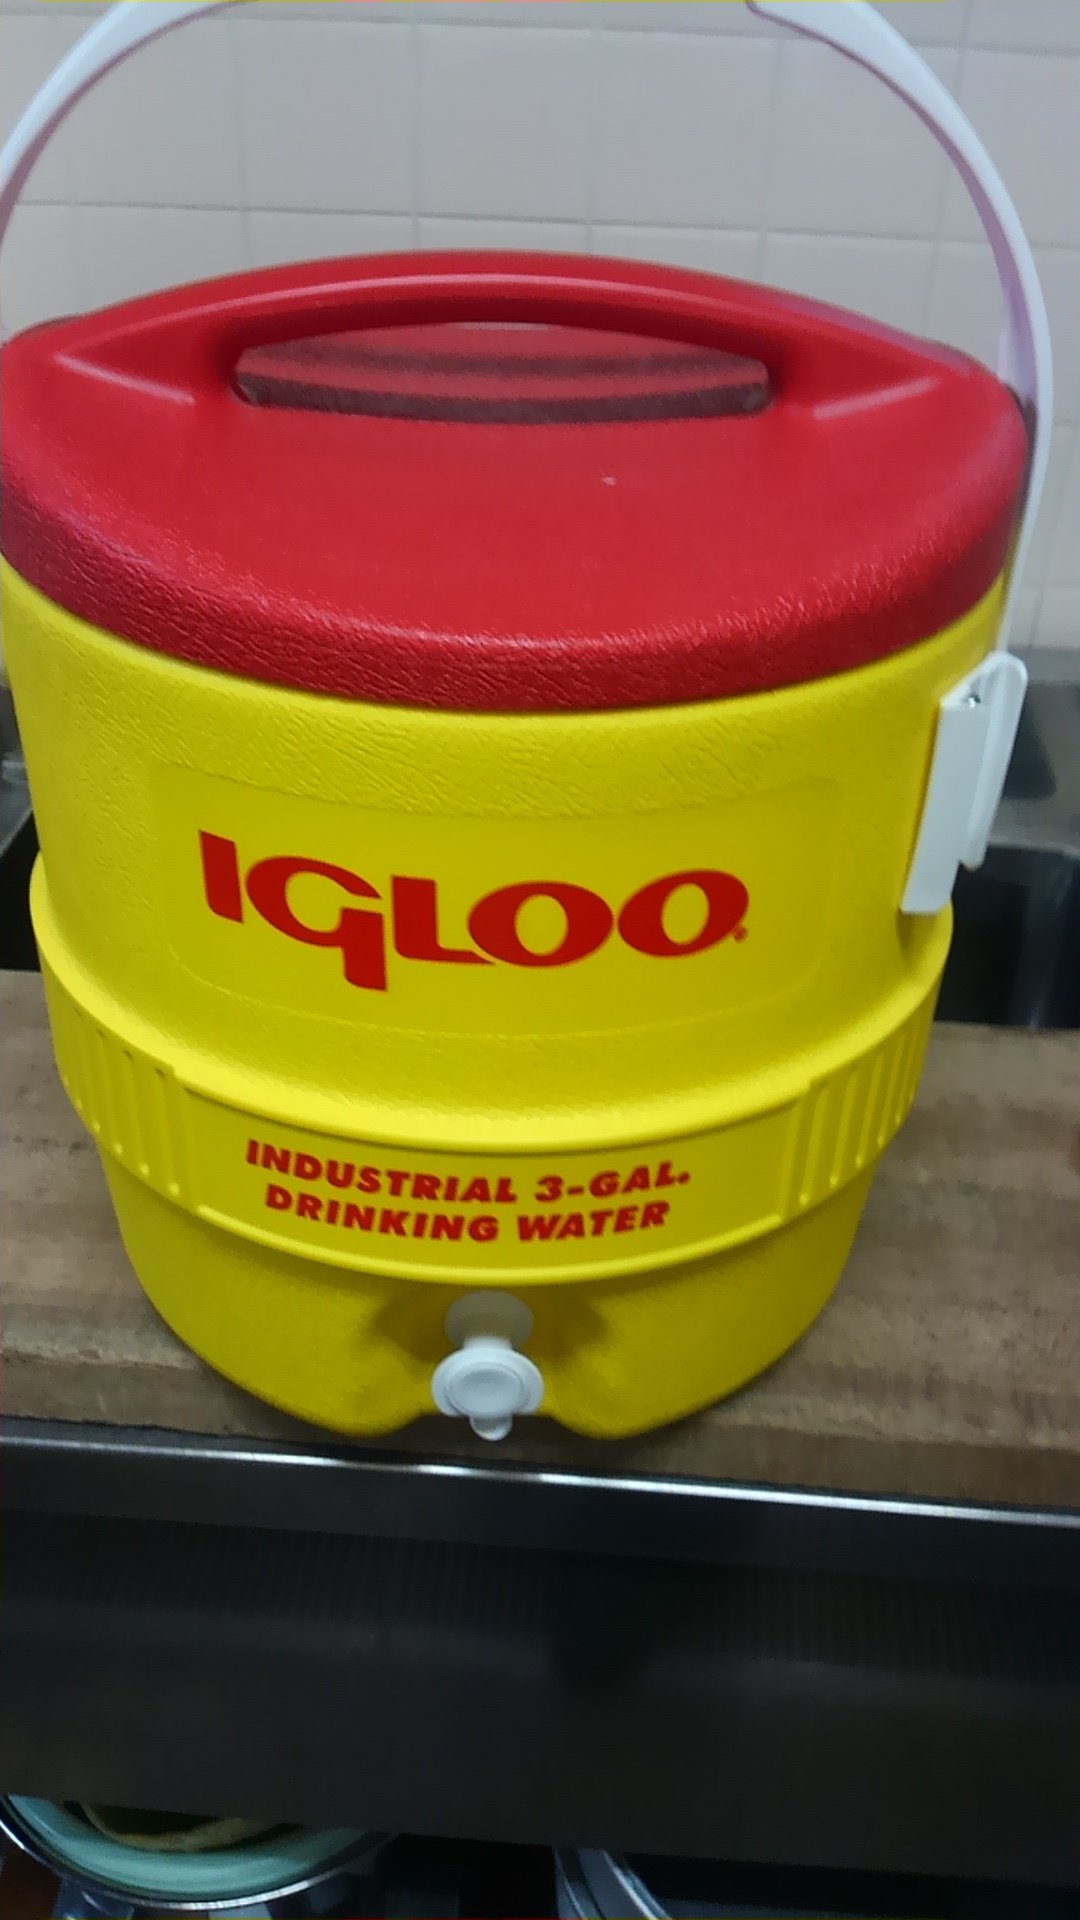 IGLOO®
INDUSTRIAL 3-GAL.
DRINKING WATER